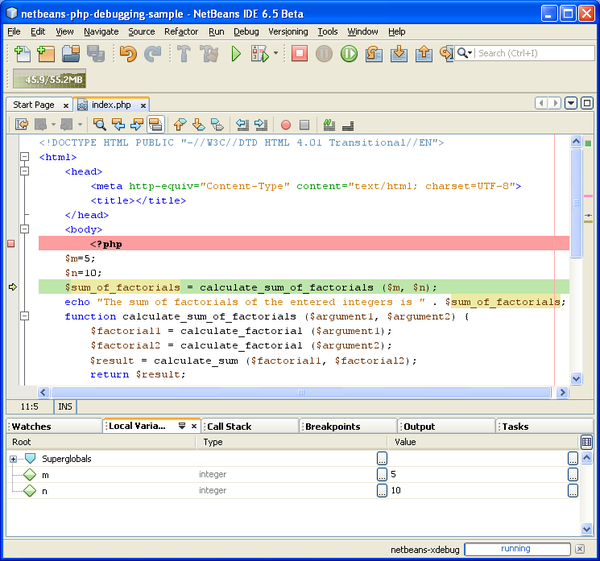 netbeans-php-debugging-sample - NetBeans IDE 6.5 Beta
File Edit View Navigate Source Refactor Run Debug Versioning Tools Window Help
Search (Ctrl+I)
45.9/55.2MB
Start Page index.php
<!DOCTYPE HTML PUBLIC "-//W3C//DTD HTML 4.01 Transitional//EN">
<html>
<head>
<meta http-equiv="Content-Type" content="text/html; charset=UTF-8">
<title></title>
</head>
<body>
<?php
$m=5;
$n=10;
$sum_of_factorials = calculate_sum_of_factorials ($m, $n);
echo "The sum of factorials of the entered integers is " . $sum_of_factorials;
function calculate_sum_of_factorials ($argument1, $argument2) {
$factorial1 = calculate_factorial ($argument1);
$factorial2 = calculate_factorial ($argument2);
$result = calculate_sum ($factorial1, $factorial2);
return $result;
11:5 INS
Watches Local Varia... Call Stack Breakpoints Output Tasks
Root Type Value
Superglobals ... ...
m integer ... 5 ...
n integer ... 10 ...
netbeans-xdebug running